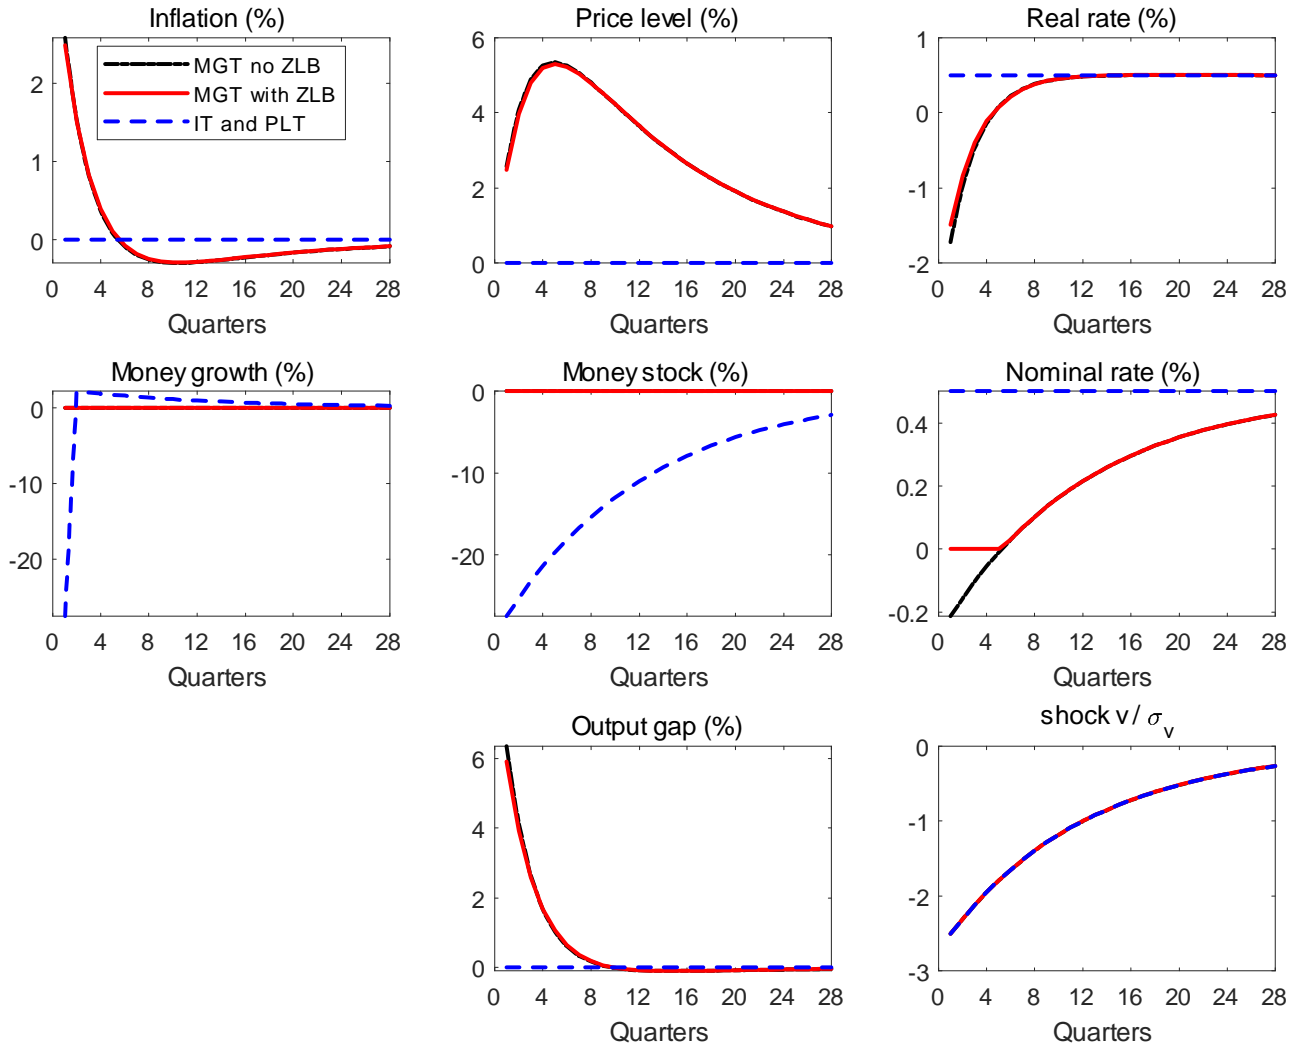 Inflation (%)
2
1
0
0 4 8 12 16 20 24 28
Quarters
MGT no ZLB
MGT with ZLB
IT and PLT
Price level (%)
6
4
2
0
0 4 8 12 16 20 24 28
Quarters
Real rate (%)
1
0
-1
-2
0 4 8 12 16 20 24 28
Quarters
Money growth (%)
0
-10
-20
0 4 8 12 16 20 24 28
Quarters
Money stock (%)
0
-10
-20
0 4 8 12 16 20 24 28
Quarters
Nominal rate (%)
0.4
0.2
0
-0.2
0 4 8 12 16 20 24 28
Quarters
Output gap (%)
6
4
2
0
0 4 8 12 16 20 24 28
Quarters
shock v / σ_v
0
-1
-2
-3
0 4 8 12 16 20 24 28
Quarters